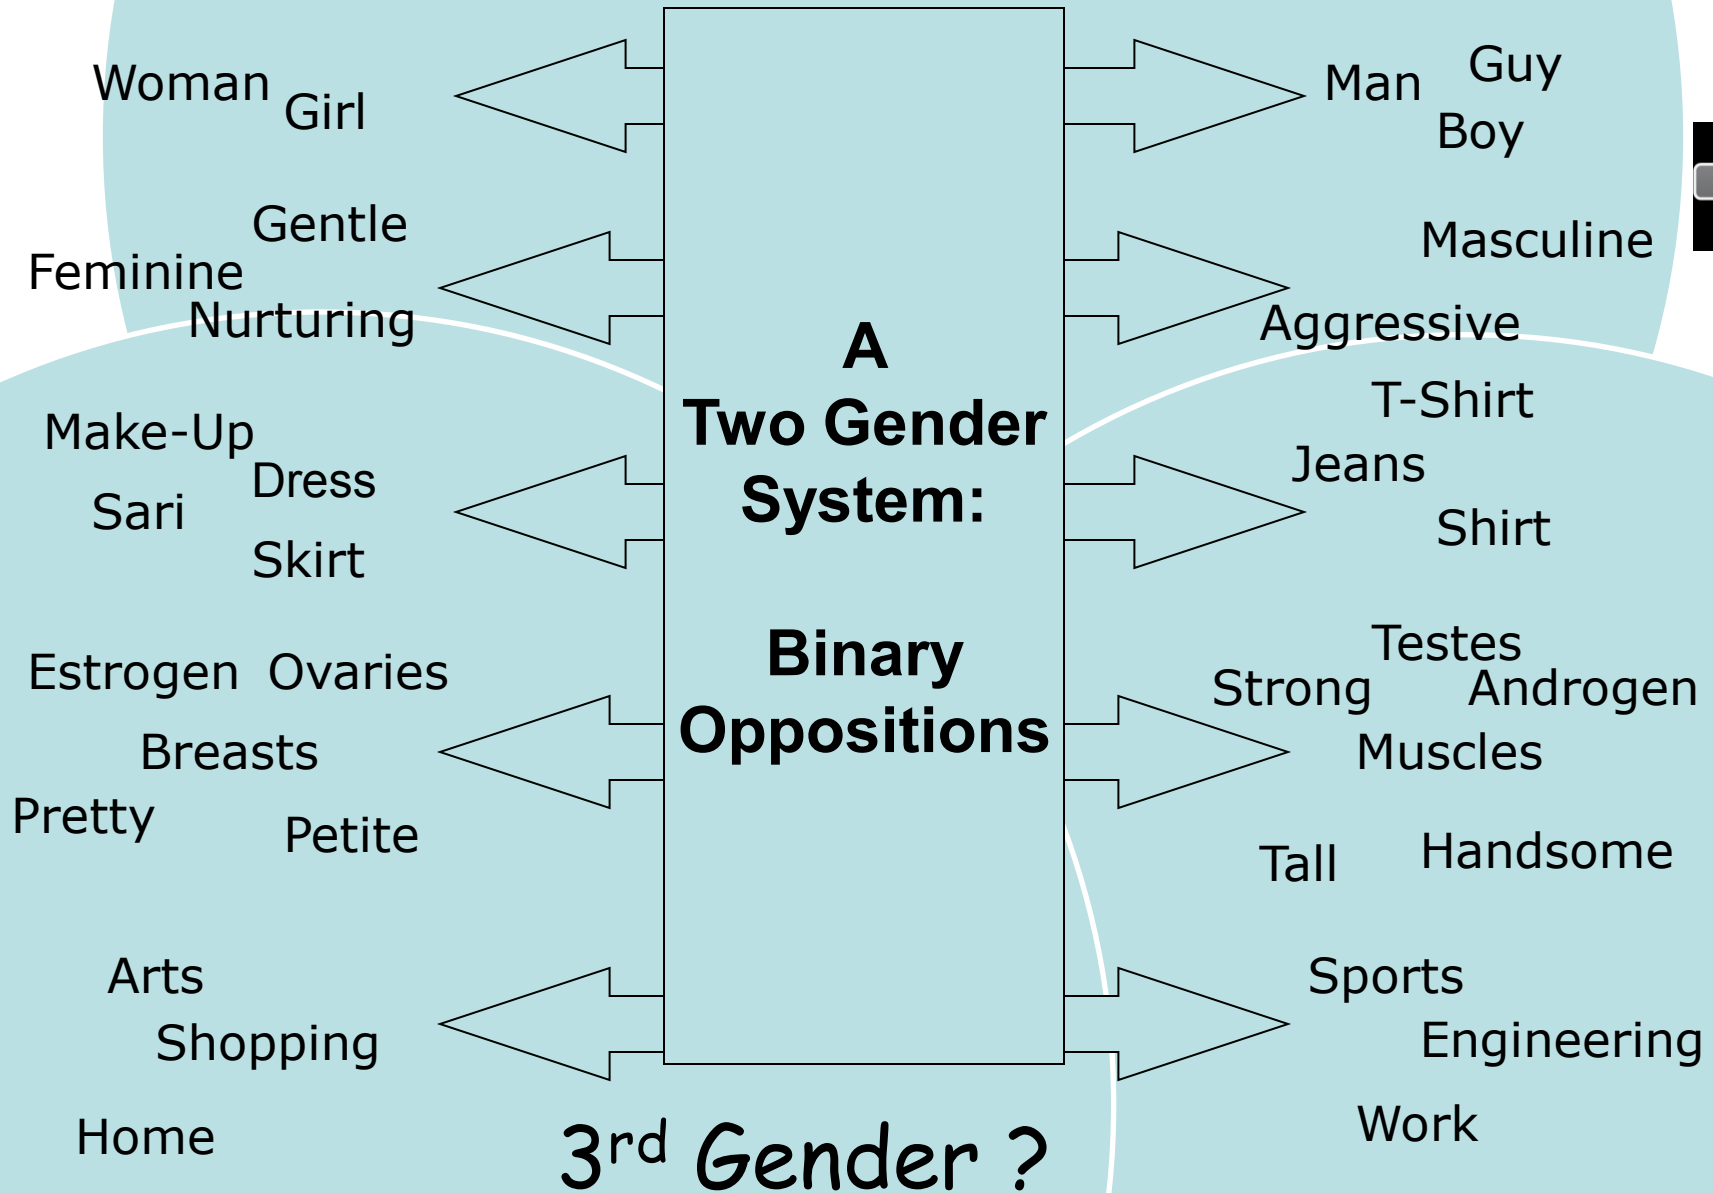 Woman
Girl
Gentle
Feminine
Nurturing
Make-Up
Dress
Sari
Skirt
Estrogen Ovaries
Breasts
Pretty
Petite
Arts
Shopping
Home
A
Two Gender
System:
Binary
Oppositions
3rd Gender ?
Guy
Man
Boy
Masculine
Aggressive
T-Shirt
Jeans
Shirt
Testes
Strong Androgen
Muscles
Handsome
Tall
Sports
Engineering
Work